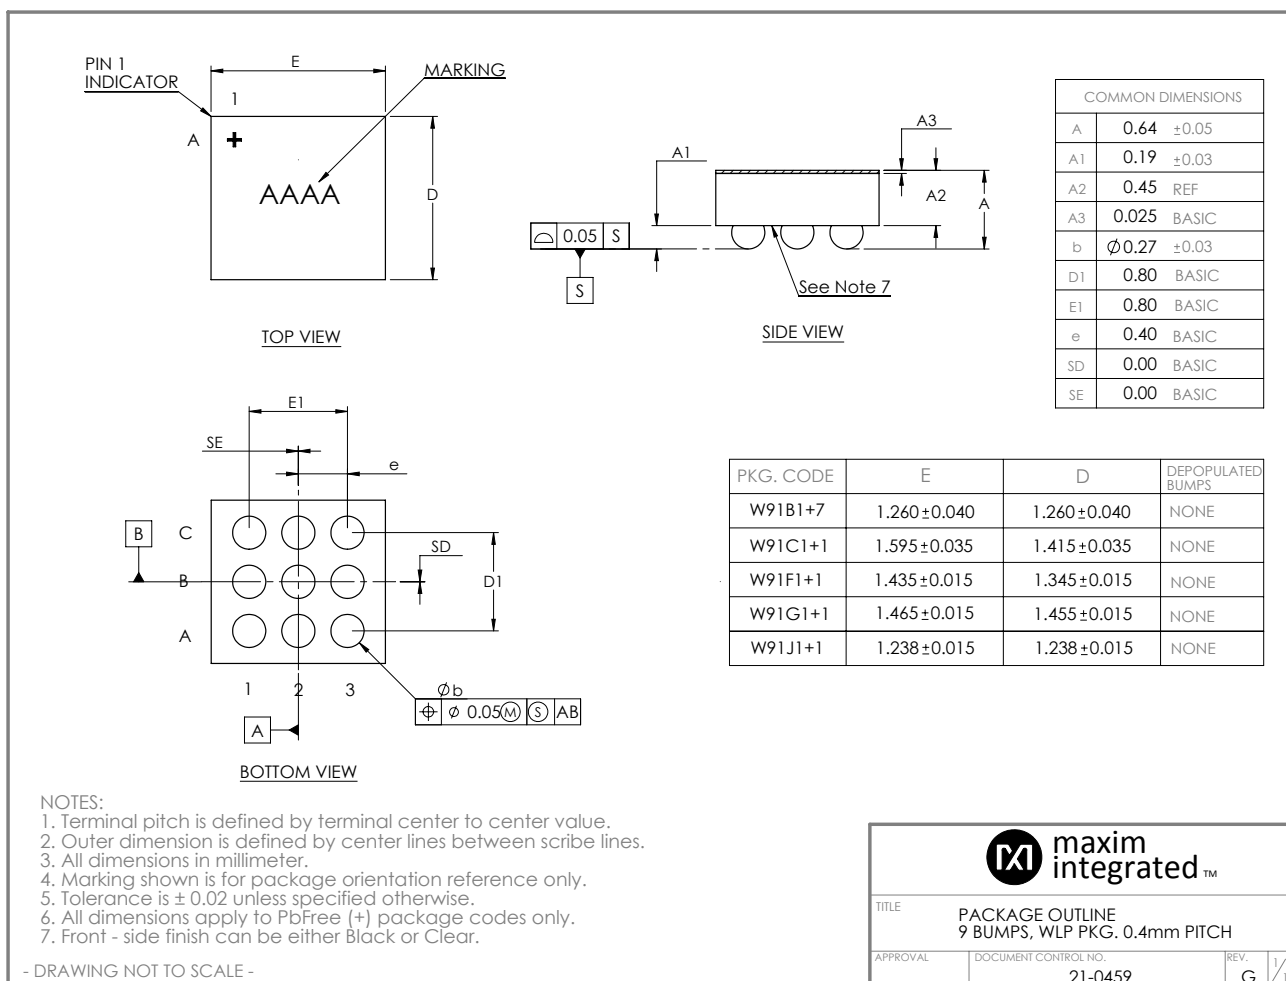 PIN 1
INDICATOR
E
MARKING
1
A
+
AAAA
D
TOP VIEW
A1
A3
A2
A
⌓ 0.05 S
S
See Note 7
SIDE VIEW
COMMON DIMENSIONS
A 0.64 ±0.05
A1 0.19 ±0.03
A2 0.45 REF
A3 0.025 BASIC
b Ø0.27 ±0.03
D1 0.80 BASIC
E1 0.80 BASIC
e 0.40 BASIC
SD 0.00 BASIC
SE 0.00 BASIC
E1
SE
e
B
C
B
A
SD
D1
1 2 3
Øb
⌖ Ø 0.05Ⓜ Ⓢ AB
A
BOTTOM VIEW
PKG. CODE E D DEPOPULATED BUMPS
W91B1+7 1.260±0.040 1.260±0.040 NONE
W91C1+1 1.595±0.035 1.415±0.035 NONE
W91F1+1 1.435±0.015 1.345±0.015 NONE
W91G1+1 1.465±0.015 1.455±0.015 NONE
W91J1+1 1.238±0.015 1.238±0.015 NONE
NOTES:
1. Terminal pitch is defined by terminal center to center value.
2. Outer dimension is defined by center lines between scribe lines.
3. All dimensions in millimeter.
4. Marking shown is for package orientation reference only.
5. Tolerance is ± 0.02 unless specified otherwise.
6. All dimensions apply to PbFree (+) package codes only.
7. Front - side finish can be either Black or Clear.
- DRAWING NOT TO SCALE -
maxim
integrated™
TITLE
PACKAGE OUTLINE
9 BUMPS, WLP PKG. 0.4mm PITCH
APPROVAL
DOCUMENT CONTROL NO.
21-0459
REV.
G
1/1